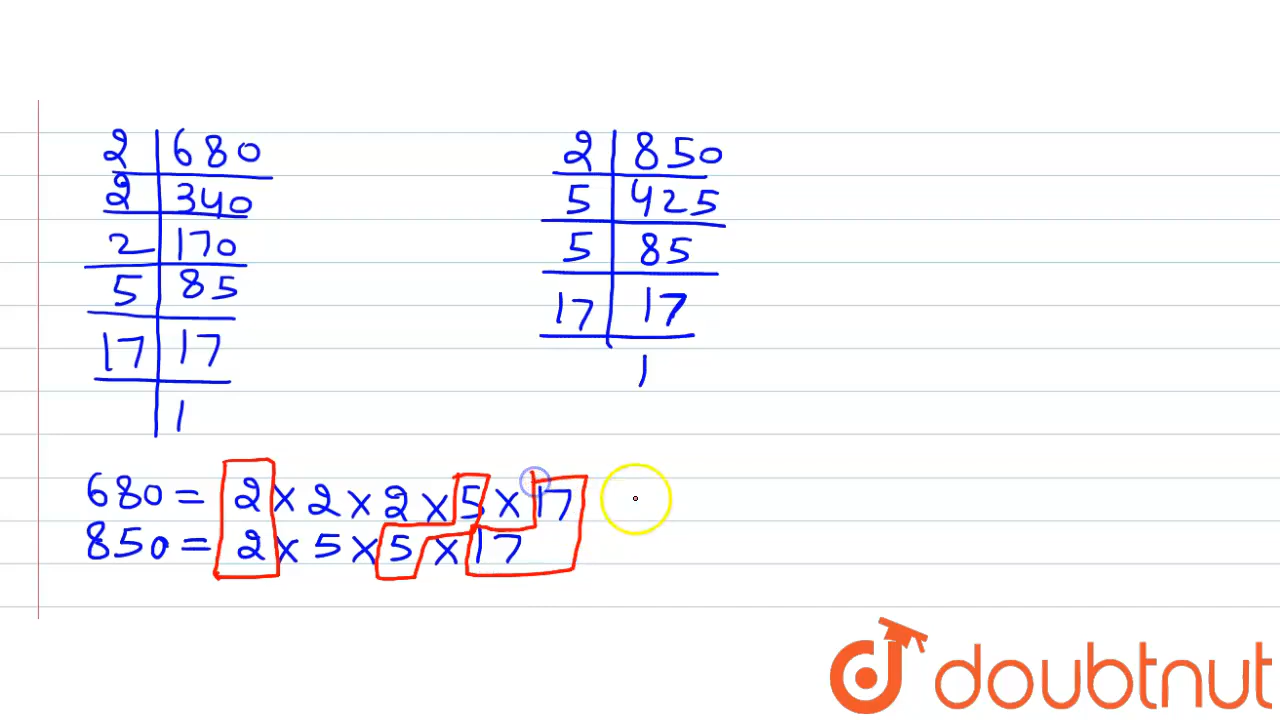 2 | 680
2 | 340
2 | 170
5 | 85
17 | 17
| 1
2 | 850
5 | 425
5 | 85
17 | 17
1
680 = 2 × 2 × 2 × 5 × 17
850 = 2 × 5 × 5 × 17
doubtnut